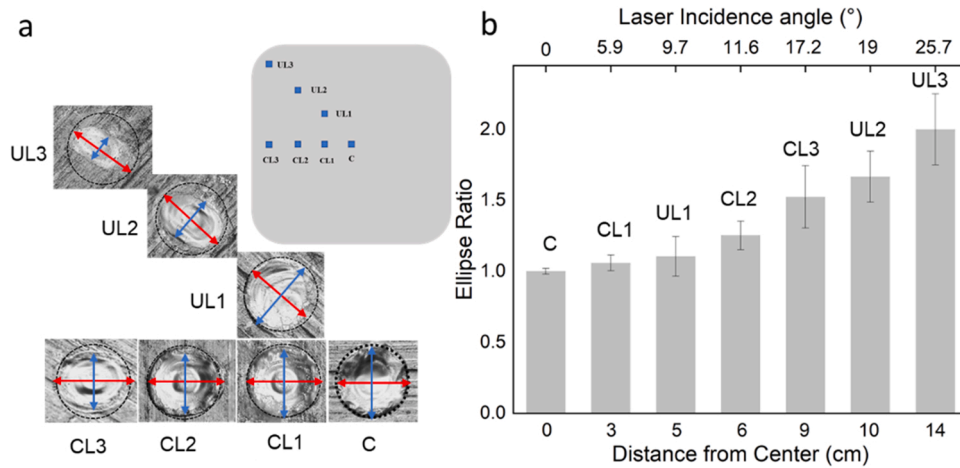 a
UL3
UL2
UL1
CL3 CL2 CL1 C
UL3
UL2
UL1
CL3 CL2 CL1 C
b
Laser Incidence angle (°)
0 5.9 9.7 11.6 17.2 19 25.7
UL3
UL2
CL3
CL2
UL1
CL1
C
Ellipse Ratio
2.0
1.5
1.0
0.5
0.0
0 3 5 6 9 10 14
Distance from Center (cm)